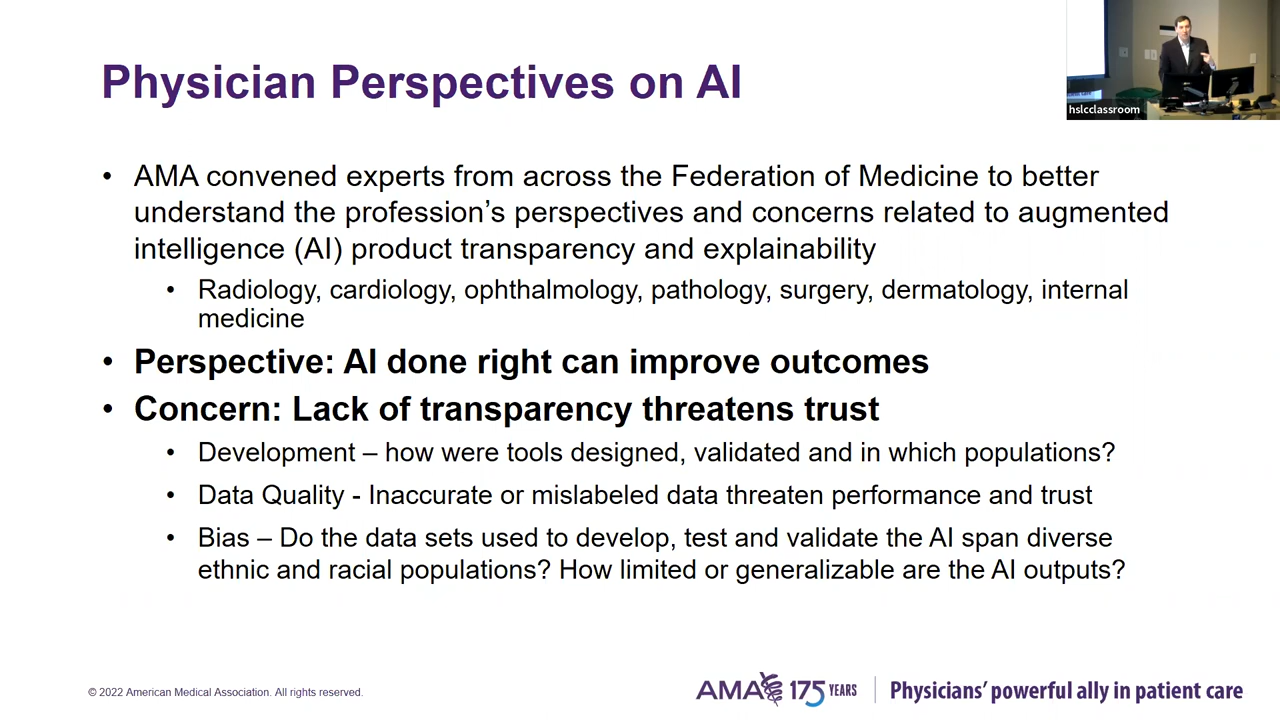 Physician Perspectives on AI
hslcclassroom
• AMA convened experts from across the Federation of Medicine to better
understand the profession’s perspectives and concerns related to augmented
intelligence (AI) product transparency and explainability
• Radiology, cardiology, ophthalmology, pathology, surgery, dermatology, internal
medicine
• Perspective: AI done right can improve outcomes
• Concern: Lack of transparency threatens trust
• Development – how were tools designed, validated and in which populations?
• Data Quality - Inaccurate or mislabeled data threaten performance and trust
• Bias – Do the data sets used to develop, test and validate the AI span diverse
ethnic and racial populations? How limited or generalizable are the AI outputs?
© 2022 American Medical Association. All rights reserved.
AMA 175 YEARS
Physicians’ powerful ally in patient care